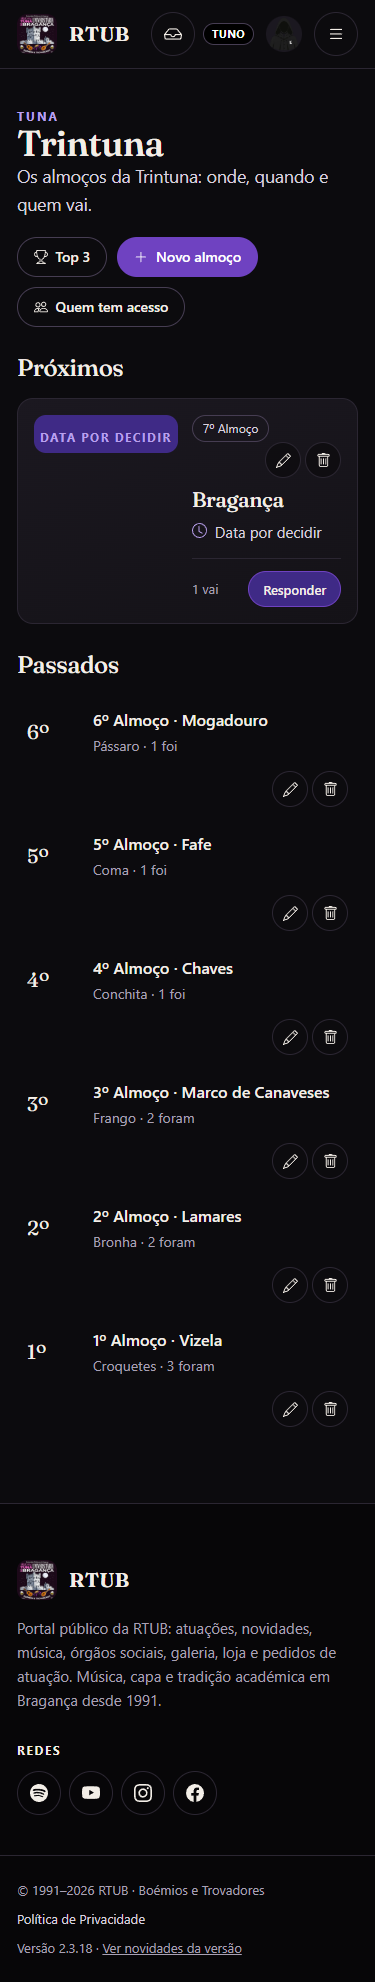 RTUB
TUNO
TUNA
Trintuna
Os almoços da Trintuna: onde, quando e
quem vai.
Top 3
Novo almoço
Quem tem acesso
Próximos
DATA POR DECIDIR
7º Almoço
Bragança
Data por decidir
1 vai
Responder
Passados
6º
6º Almoço · Mogadouro
Pássaro · 1 foi
5º
5º Almoço · Fafe
Coma · 1 foi
4º
4º Almoço · Chaves
Conchita · 1 foi
3º
3º Almoço · Marco de Canaveses
Frango · 2 foram
2º
2º Almoço · Lamares
Bronha · 2 foram
1º
1º Almoço · Vizela
Croquetes · 3 foram
RTUB
Portal público da RTUB: atuações, novidades,
música, órgãos sociais, galeria, loja e pedidos de
atuação. Música, capa e tradição académica em
Bragança desde 1991.
REDES
© 1991–2026 RTUB · Boémios e Trovadores
Política de Privacidade
Versão 2.3.18 · Ver novidades da versão